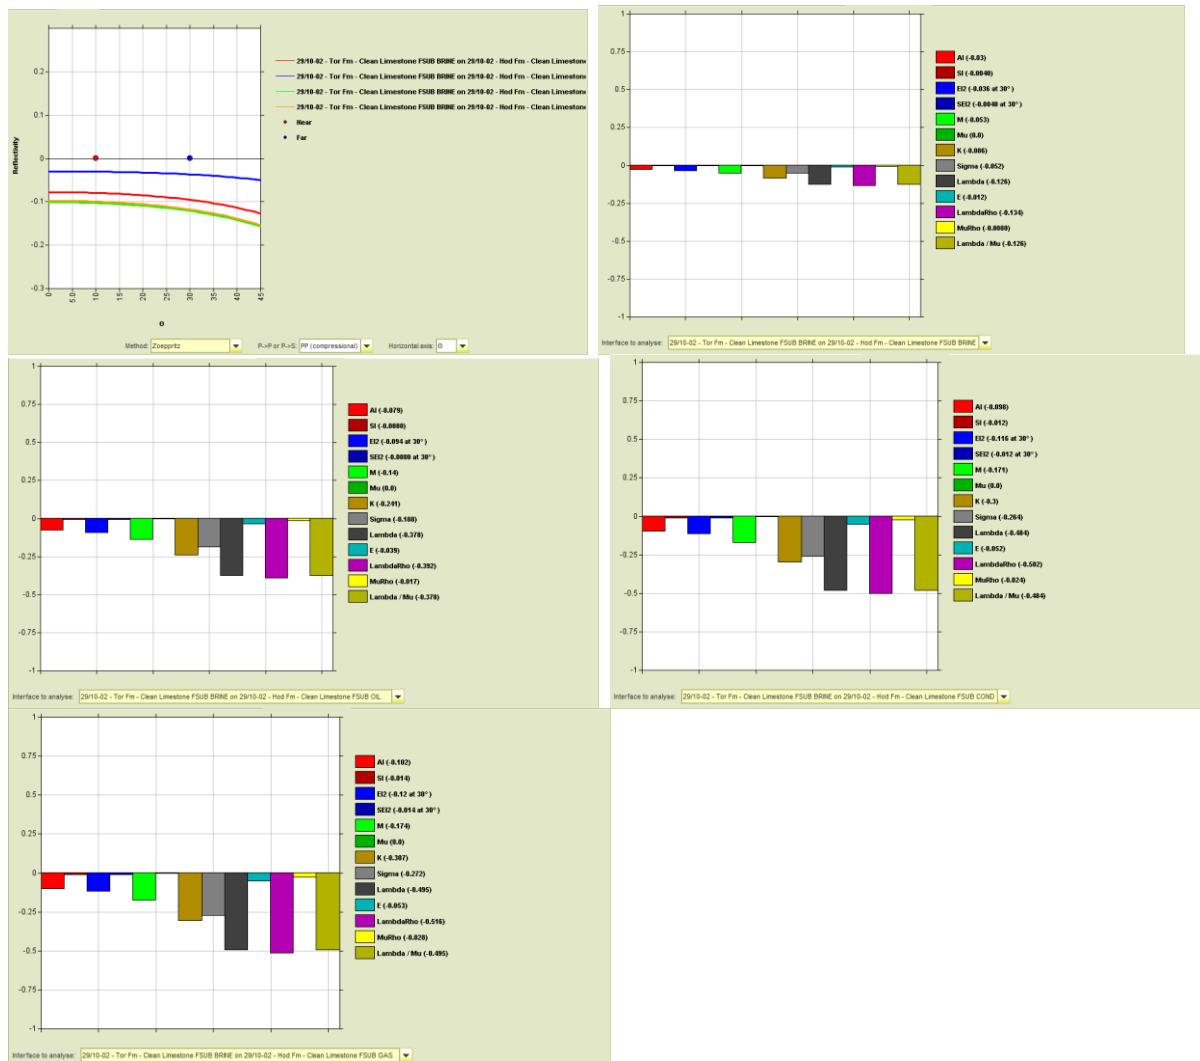 0.2
0.1
0
-0.1
-0.2
-0.3
Reflectivity
0
5.0
10
15
20
25
30
35
40
45
Θ
29/10-02 - Tor Fm - Clean Limestone FSUB BRINE on 29/10-02 - Hod Fm - Clean Limestone
29/10-02 - Tor Fm - Clean Limestone FSUB BRINE on 29/10-02 - Hod Fm - Clean Limestone
29/10-02 - Tor Fm - Clean Limestone FSUB BRINE on 29/10-02 - Hod Fm - Clean Limestone
29/10-02 - Tor Fm - Clean Limestone FSUB BRINE on 29/10-02 - Hod Fm - Clean Limestone
Near
Far
Method: Zoeppritz P->P or P->S: PP (compressional) Horizontal axis: Θ
1
0.75
0.5
0.25
0
-0.25
-0.5
-0.75
-1
AI (-0.03)
SI (-0.0040)
EI2 (-0.036 at 30°)
SEI2 (-0.0040 at 30°)
M (-0.053)
Mu (0.0)
K (-0.086)
Sigma (-0.052)
Lambda (-0.126)
E (-0.012)
LambdaRho (-0.134)
MuRho (-0.0080)
Lambda / Mu (-0.126)
Interface to analyse: 29/10-02 - Tor Fm - Clean Limestone FSUB BRINE on 29/10-02 - Hod Fm - Clean Limestone FSUB BRINE
1
0.75
0.5
0.25
0
-0.25
-0.5
-0.75
-1
AI (-0.079)
SI (-0.0080)
EI2 (-0.094 at 30°)
SEI2 (-0.0080 at 30°)
M (-0.14)
Mu (0.0)
K (-0.241)
Sigma (-0.188)
Lambda (-0.378)
E (-0.039)
LambdaRho (-0.392)
MuRho (-0.017)
Lambda / Mu (-0.378)
Interface to analyse: 29/10-02 - Tor Fm - Clean Limestone FSUB BRINE on 29/10-02 - Hod Fm - Clean Limestone FSUB OIL
1
0.75
0.5
0.25
0
-0.25
-0.5
-0.75
-1
AI (-0.098)
SI (-0.012)
EI2 (-0.116 at 30°)
SEI2 (-0.012 at 30°)
M (-0.171)
Mu (0.0)
K (-0.3)
Sigma (-0.264)
Lambda (-0.484)
E (-0.052)
LambdaRho (-0.502)
MuRho (-0.024)
Lambda / Mu (-0.484)
Interface to analyse: 29/10-02 - Tor Fm - Clean Limestone FSUB BRINE on 29/10-02 - Hod Fm - Clean Limestone FSUB COND
1
0.75
0.5
0.25
0
-0.25
-0.5
-0.75
-1
AI (-0.102)
SI (-0.014)
EI2 (-0.12 at 30°)
SEI2 (-0.014 at 30°)
M (-0.174)
Mu (0.0)
K (-0.307)
Sigma (-0.272)
Lambda (-0.495)
E (-0.053)
LambdaRho (-0.516)
MuRho (-0.028)
Lambda / Mu (-0.495)
Interface to analyse: 29/10-02 - Tor Fm - Clean Limestone FSUB BRINE on 29/10-02 - Hod Fm - Clean Limestone FSUB GAS